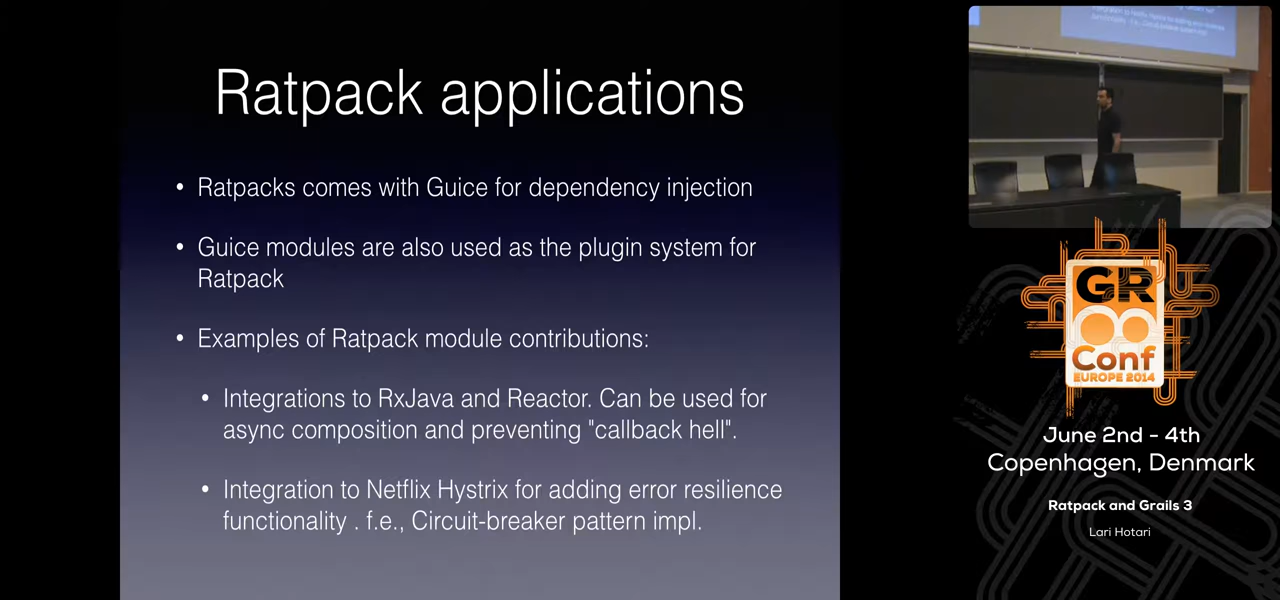 Ratpack applications
• Ratpacks comes with Guice for dependency injection
• Guice modules are also used as the plugin system for
Ratpack
• Examples of Ratpack module contributions:
• Integrations to RxJava and Reactor. Can be used for
async composition and preventing "callback hell".
• Integration to Netflix Hystrix for adding error resilience
functionality . f.e., Circuit-breaker pattern impl.
GR
Conf
EUROPE 2014
June 2nd - 4th
Copenhagen, Denmark
Ratpack and Grails 3
Lari Hotari